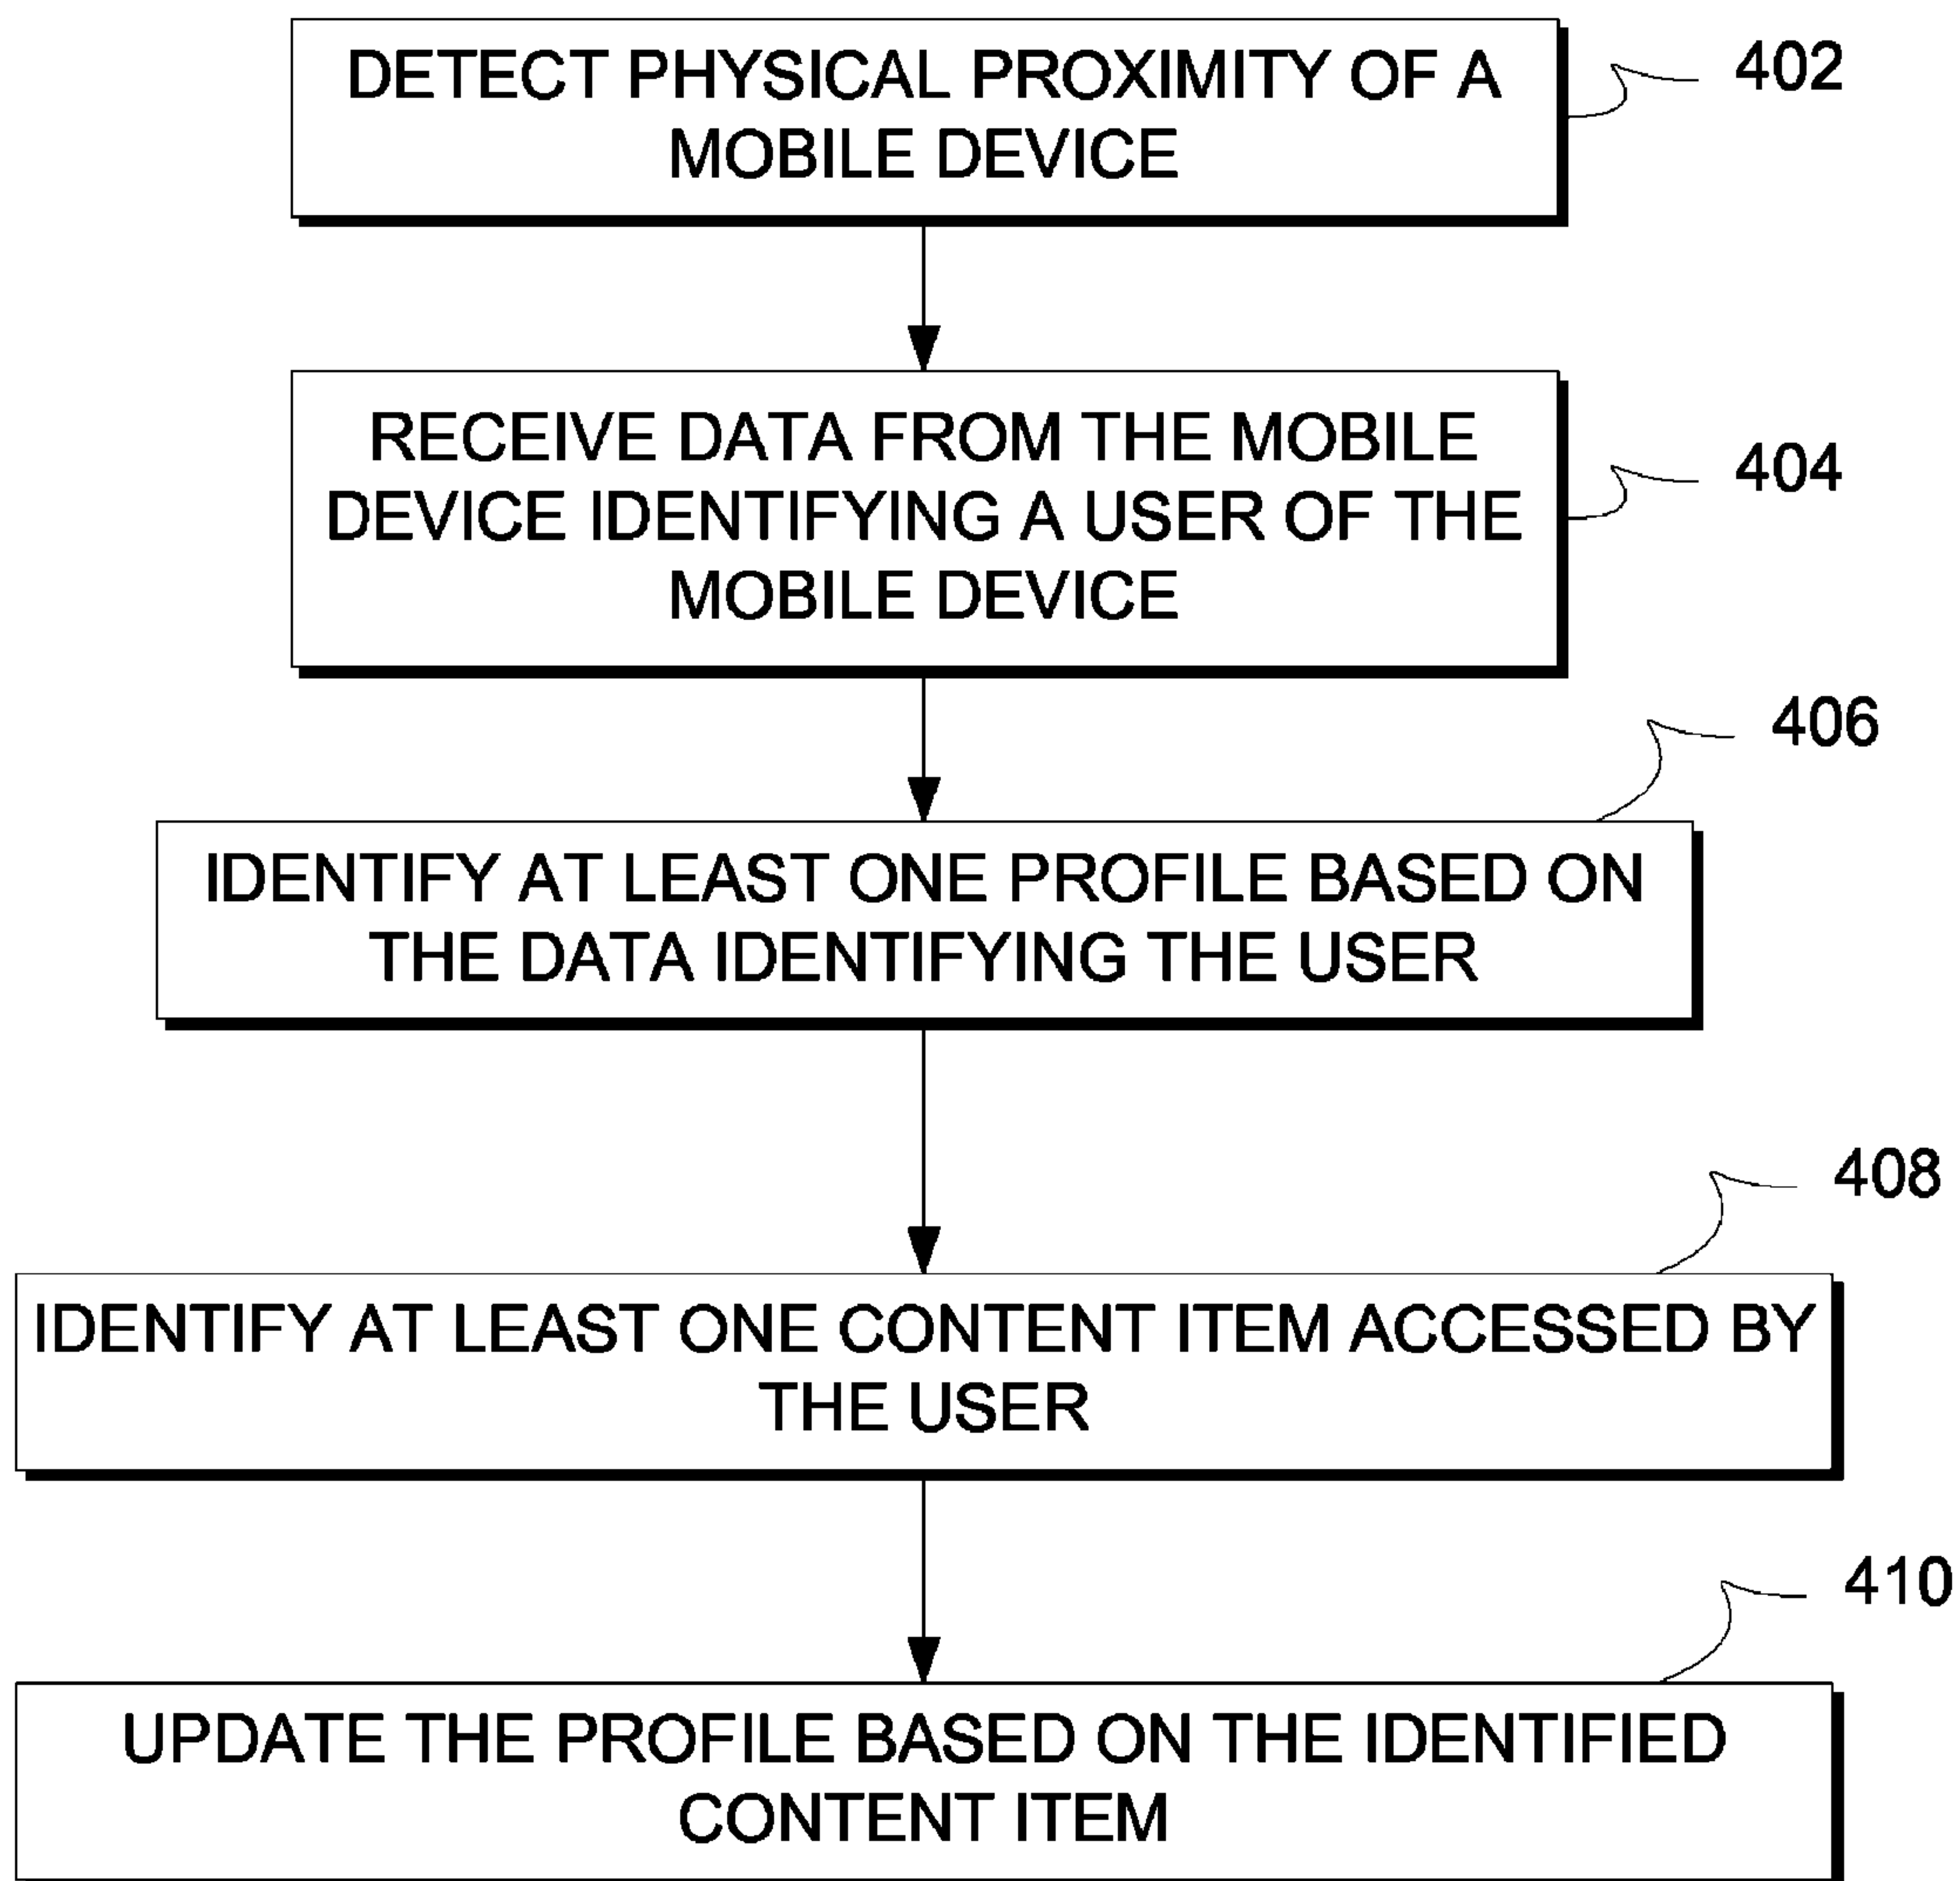 DETECT PHYSICAL PROXIMITY OF A
MOBILE DEVICE
402
RECEIVE DATA FROM THE MOBILE
DEVICE IDENTIFYING A USER OF THE
MOBILE DEVICE
404
406
IDENTIFY AT LEAST ONE PROFILE BASED ON
THE DATA IDENTIFYING THE USER
408
IDENTIFY AT LEAST ONE CONTENT ITEM ACCESSED BY
THE USER
410
UPDATE THE PROFILE BASED ON THE IDENTIFIED
CONTENT ITEM